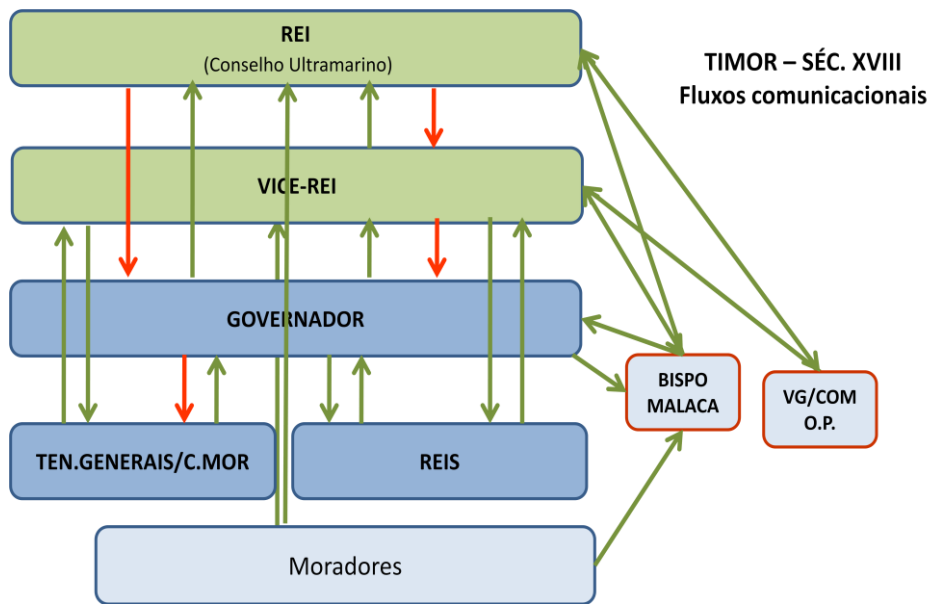 REI
(Conselho Ultramarino)
TIMOR – SÉC. XVIII
Fluxos comunicacionais
VICE-REI
GOVERNADOR
BISPO
MALACA
VG/COM
O.P.
TEN.GENERAIS/C.MOR
REIS
Moradores